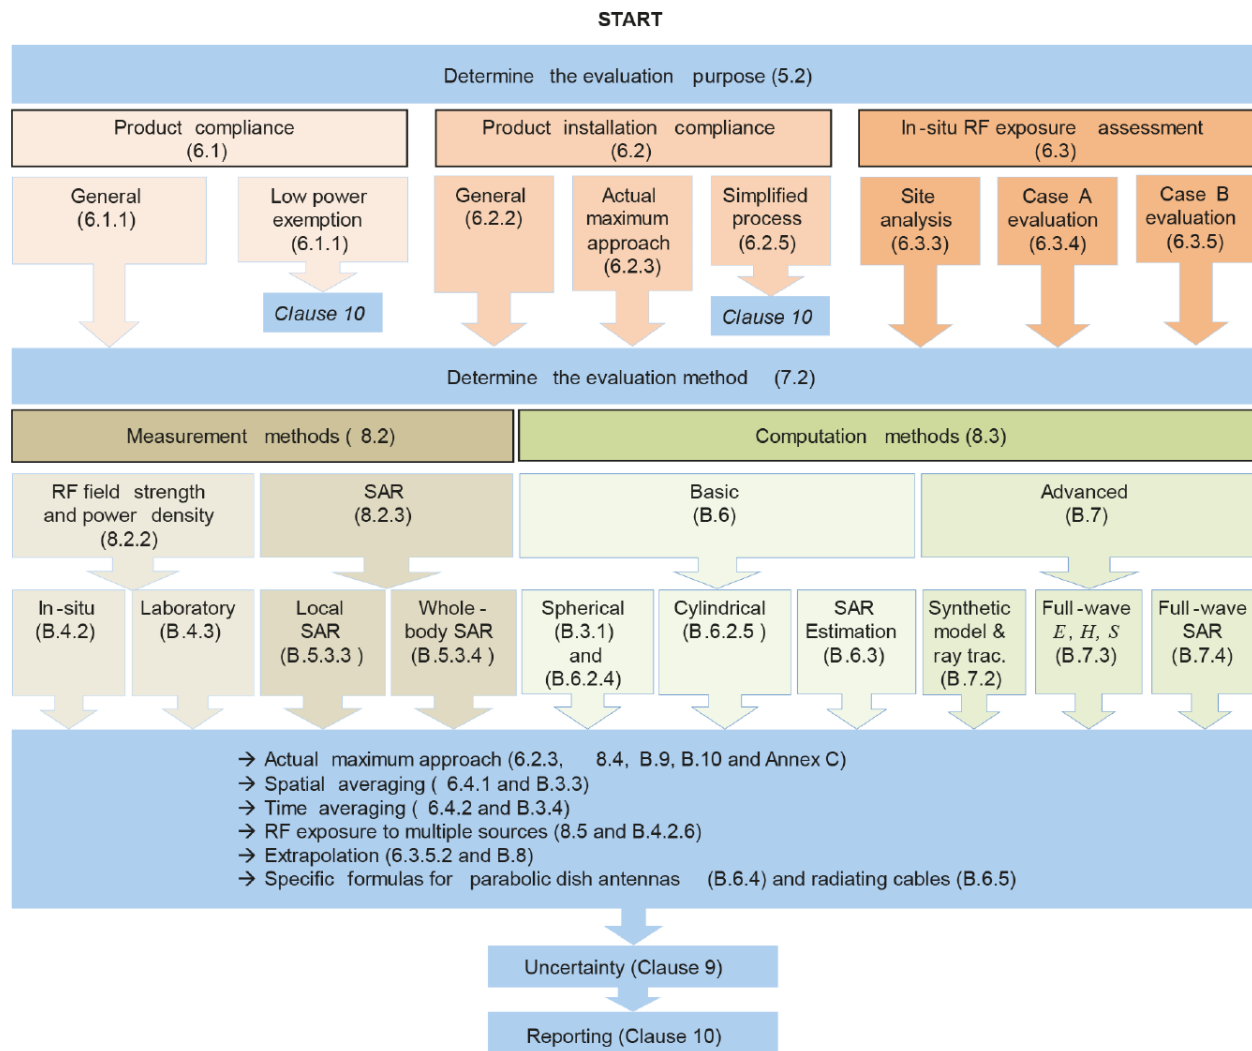 START
Determine the evaluation purpose (5.2)
Product compliance
(6.1)
Product installation compliance
(6.2)
In-situ RF exposure assessment
(6.3)
General
(6.1.1)
Low power
exemption
(6.1.1)
General
(6.2.2)
Actual
maximum
approach
(6.2.3)
Simplified
process
(6.2.5)
Site
analysis
(6.3.3)
Case A
evaluation
(6.3.4)
Case B
evaluation
(6.3.5)
Clause 10
Clause 10
Determine the evaluation method (7.2)
Measurement methods ( 8.2)
Computation methods (8.3)
RF field strength
and power density
(8.2.2)
SAR
(8.2.3)
Basic
(B.6)
Advanced
(B.7)
In-situ
(B.4.2)
Laboratory
(B.4.3)
Local
SAR
(B.5.3.3 )
Whole -
body SAR
(B.5.3.4 )
Spherical
(B.3.1)
and
(B.6.2.4)
Cylindrical
(B.6.2.5 )
SAR
Estimation
(B.6.3)
Synthetic
model &
ray trac.
(B.7.2)
Full-wave
E, H, S
(B.7.3)
Full-wave
SAR
(B.7.4)
→ Actual maximum approach (6.2.3, 8.4, B.9, B.10 and Annex C)
→ Spatial averaging ( 6.4.1 and B.3.3)
→ Time averaging ( 6.4.2 and B.3.4)
→ RF exposure to multiple sources (8.5 and B.4.2.6)
→ Extrapolation (6.3.5.2 and B.8)
→ Specific formulas for parabolic dish antennas (B.6.4) and radiating cables (B.6.5)
Uncertainty (Clause 9)
Reporting (Clause 10)